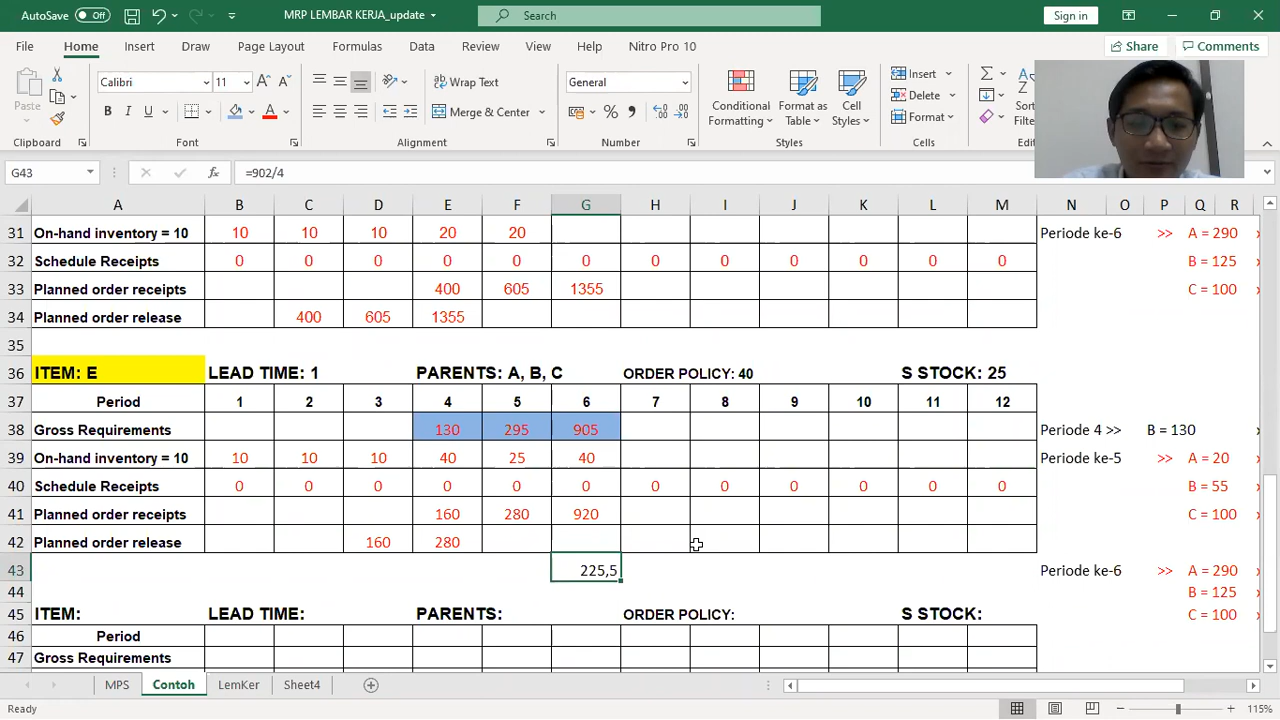 AutoSave Off MRP LEMBAR KERJA_update Search Sign in
File Home Insert Draw Page Layout Formulas Data Review View Help Nitro Pro 10 Share Comments
Paste Calibri 11 Wrap Text General Conditional Formatting Format as Table Cell Styles Insert
Merge & Center Delete
Format
Clipboard Font Alignment Number Styles Cells
G43 =902/4
A B C D E F G H I J K L M N O P Q R
31 On-hand inventory = 10 10 10 10 20 20 Periode ke-6 >> A = 290
32 Schedule Receipts 0 0 0 0 0 0 0 0 0 0 0 0 B = 125
33 Planned order receipts 400 605 1355 C = 100
34 Planned order release 400 605 1355
35
36 ITEM: E LEAD TIME: 1 PARENTS: A, B, C ORDER POLICY: 40 S STOCK: 25
37 Period 1 2 3 4 5 6 7 8 9 10 11 12
38 Gross Requirements 130 295 905 Periode 4 >> B = 130
39 On-hand inventory = 10 10 10 10 40 25 40 Periode ke-5 >> A = 20
40 Schedule Receipts 0 0 0 0 0 0 0 0 0 0 0 0 B = 55
41 Planned order receipts 160 280 920 C = 100
42 Planned order release 160 280
43 225,5 Periode ke-6 >> A = 290
44 B = 125
45 ITEM: LEAD TIME: PARENTS: ORDER POLICY: S STOCK: C = 100
46 Period
47 Gross Requirements
MPS Contoh LemKer Sheet4
Ready 115%